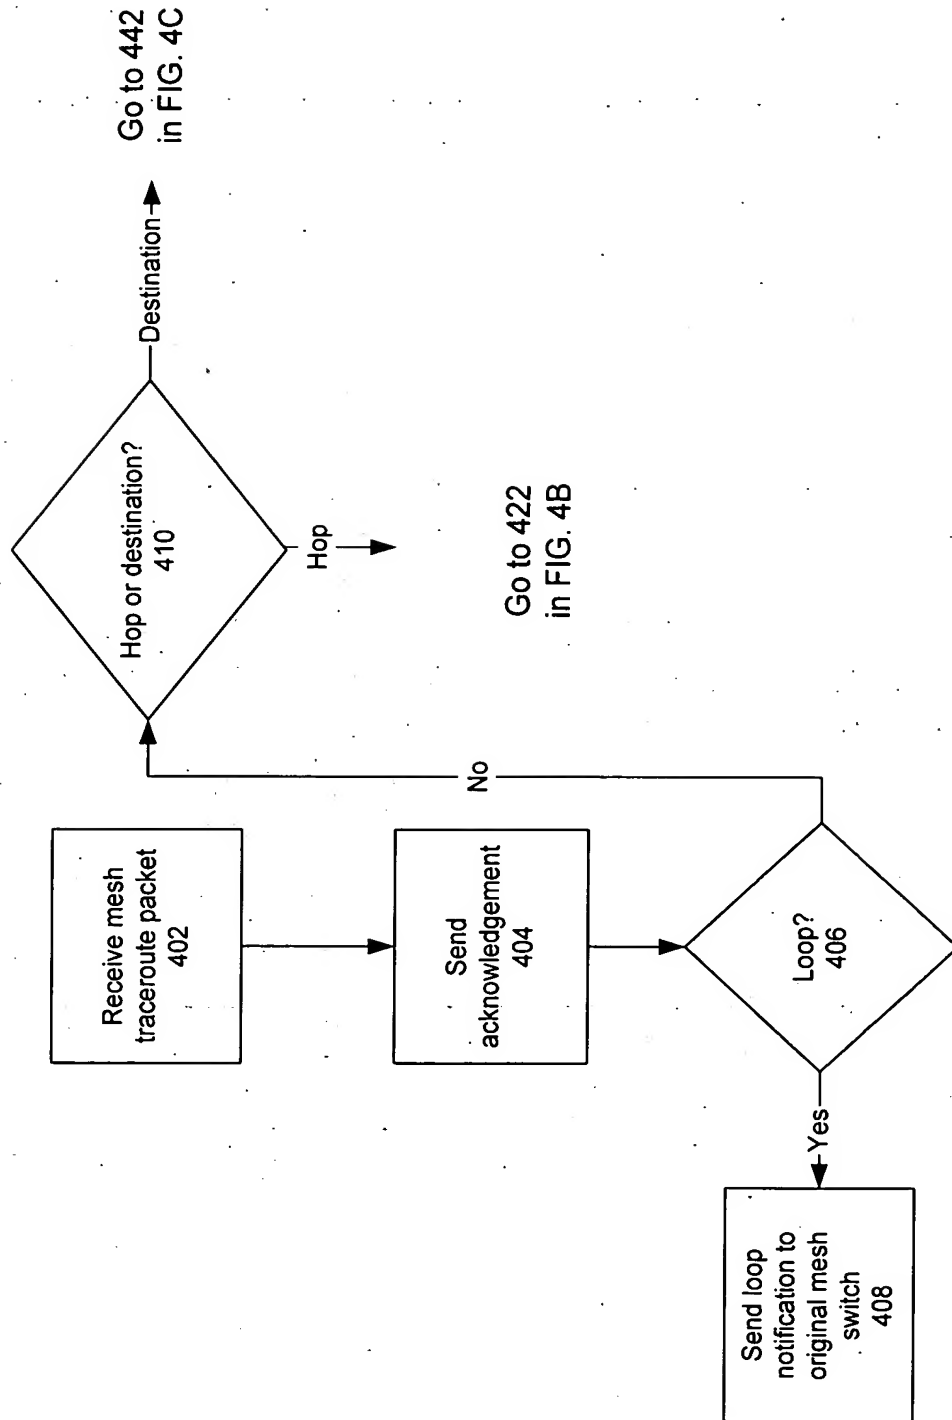 Receive mesh
traceroute packet
402
Send
acknowledgement
404
Loop?
406
Yes
Send loop
notification to
original mesh
switch
408
No
Hop or destination?
410
Hop
Go to 422
in FIG. 4B
Destination
Go to 442
in FIG. 4C